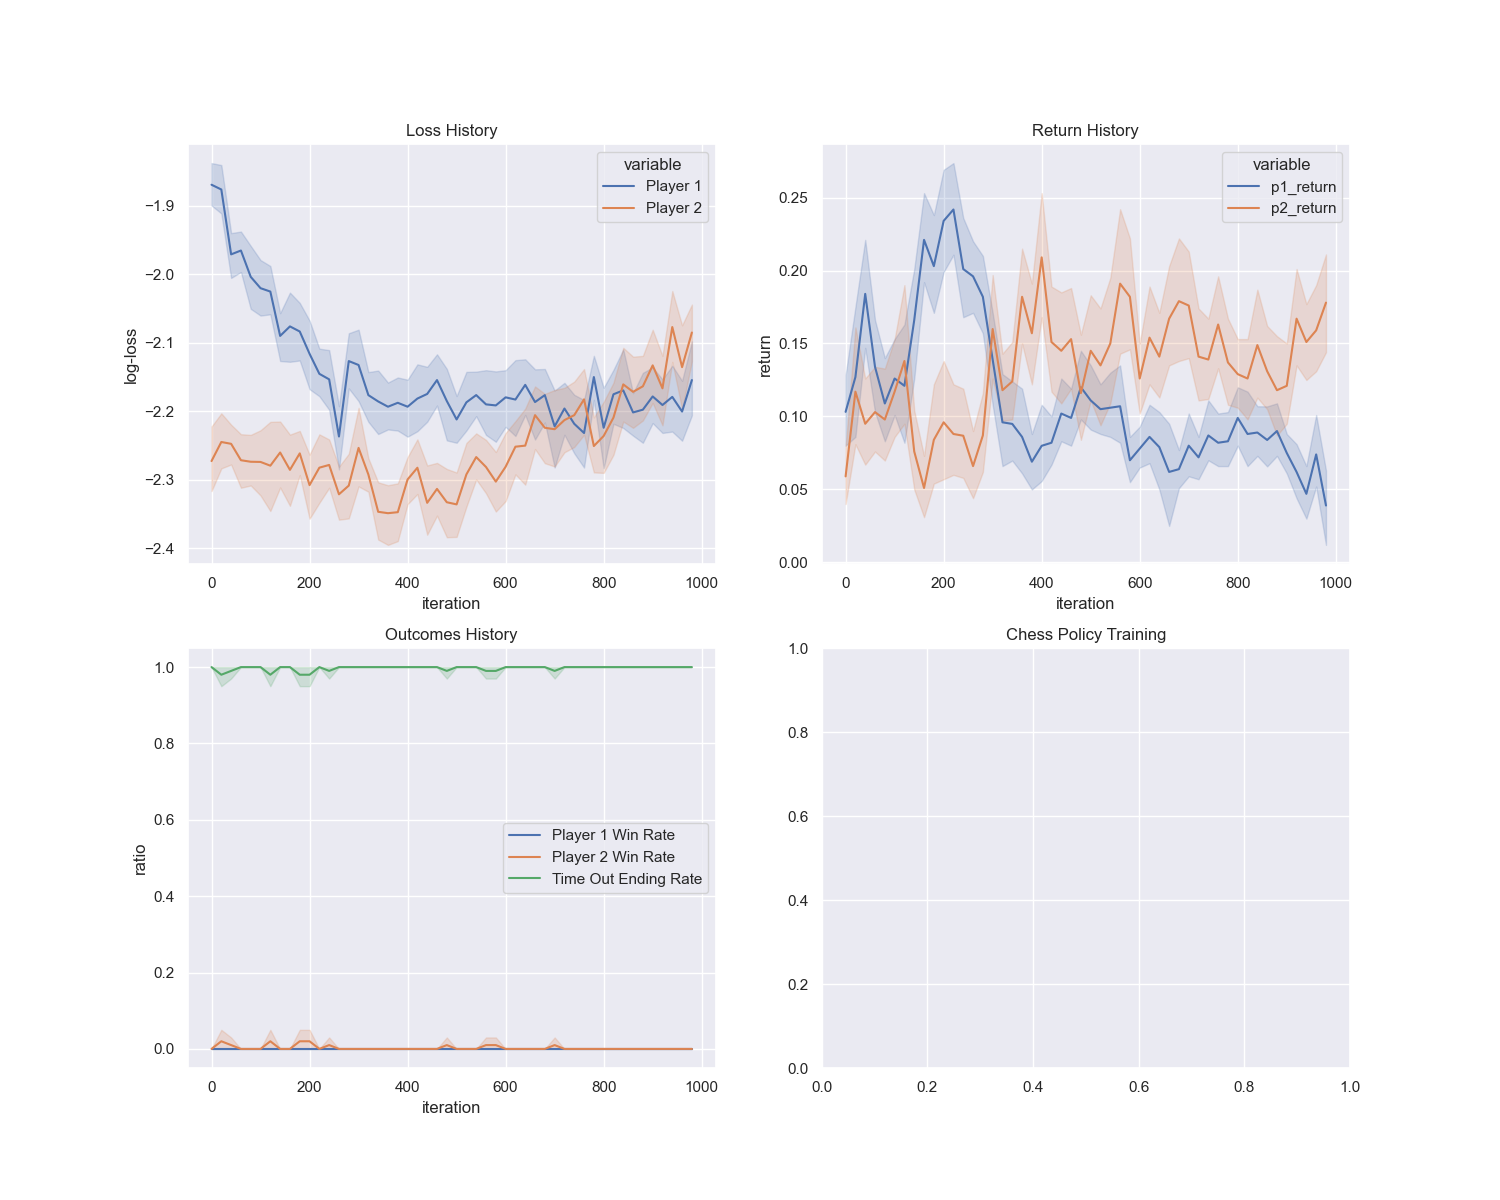 Loss History
variable
Player 1
Player 2
log-loss
−1.9
−2.0
−2.1
−2.2
−2.3
−2.4
0 200 400 600 800 1000
iteration
Return History
variable
p1_return
p2_return
return
0.25
0.20
0.15
0.10
0.05
0.00
0 200 400 600 800 1000
iteration
Outcomes History
ratio
1.0
0.8
0.6
0.4
0.2
0.0
Player 1 Win Rate
Player 2 Win Rate
Time Out Ending Rate
0 200 400 600 800 1000
iteration
Chess Policy Training
1.0
0.8
0.6
0.4
0.2
0.0
0.0 0.2 0.4 0.6 0.8 1.0